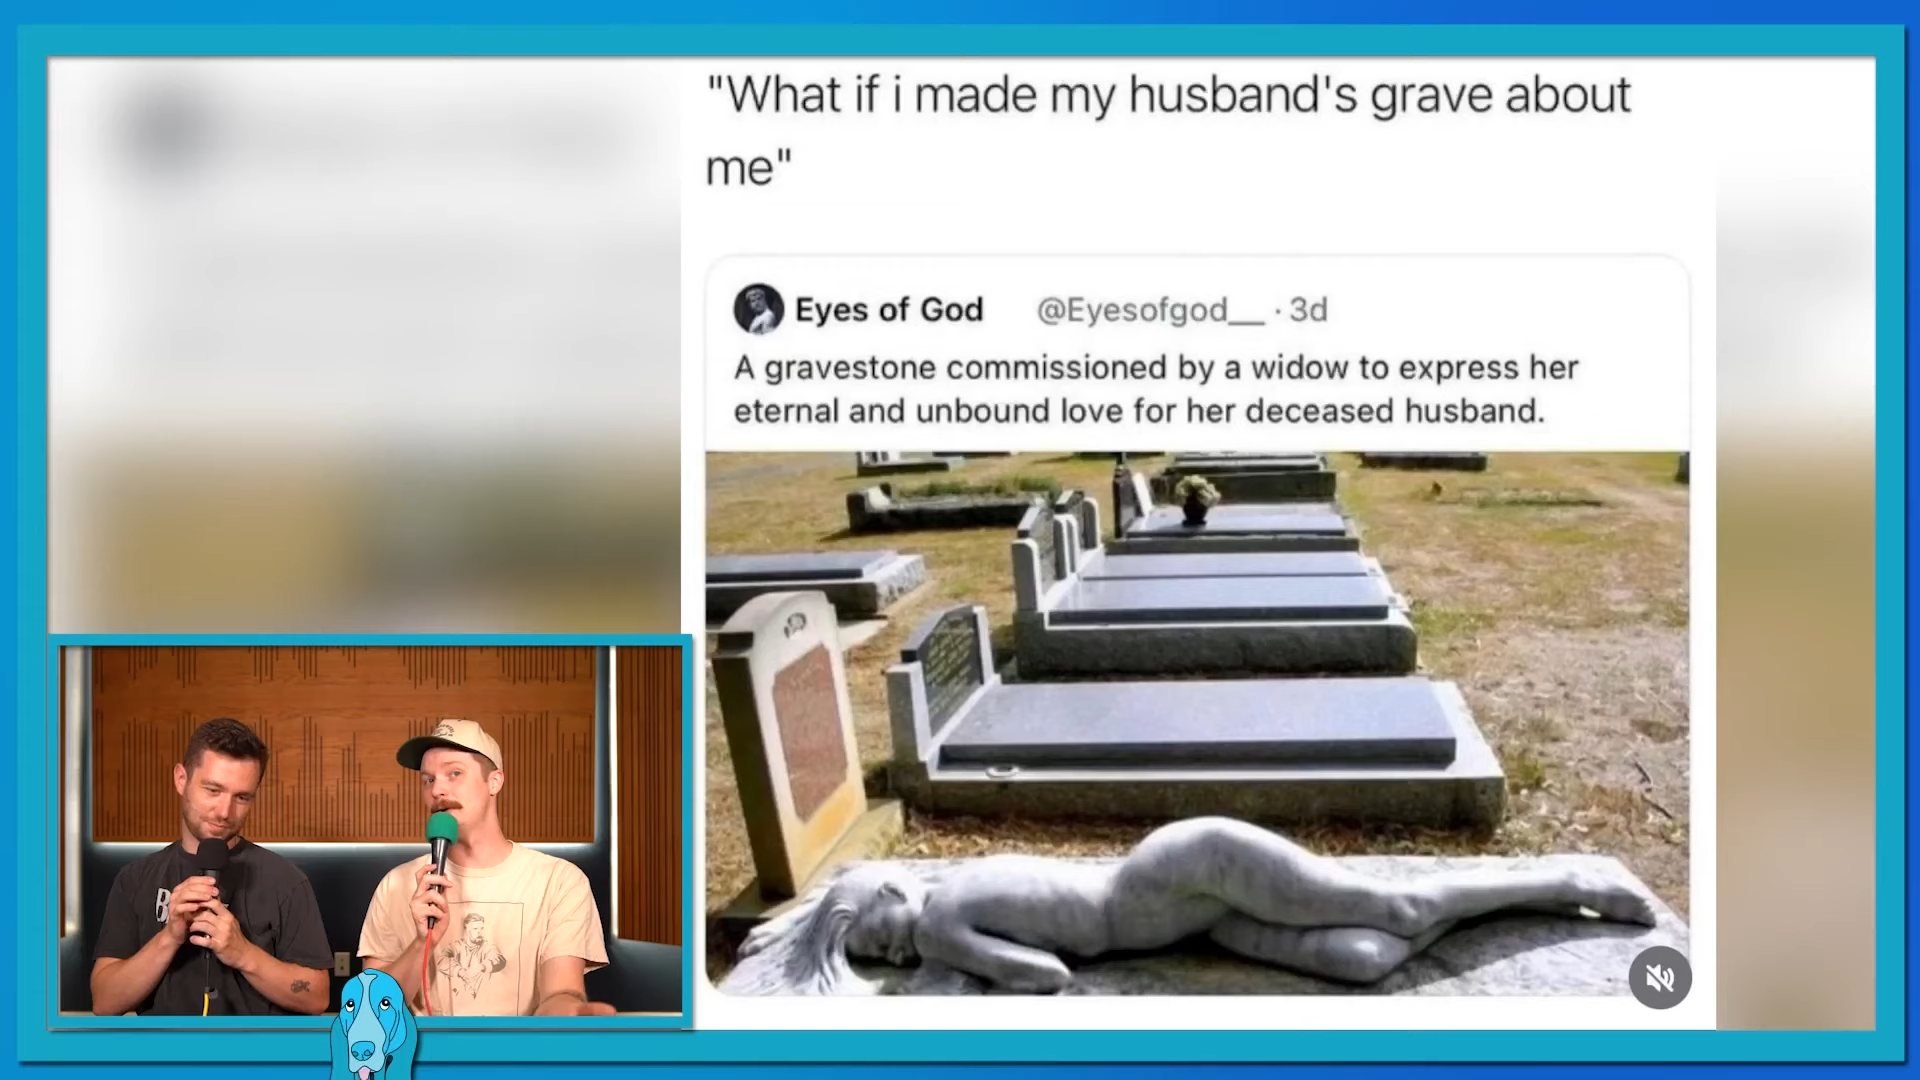 "What if i made my husband's grave about
me"
Eyes of God @Eyesofgod__ · 3d
A gravestone commissioned by a widow to express her
eternal and unbound love for her deceased husband.